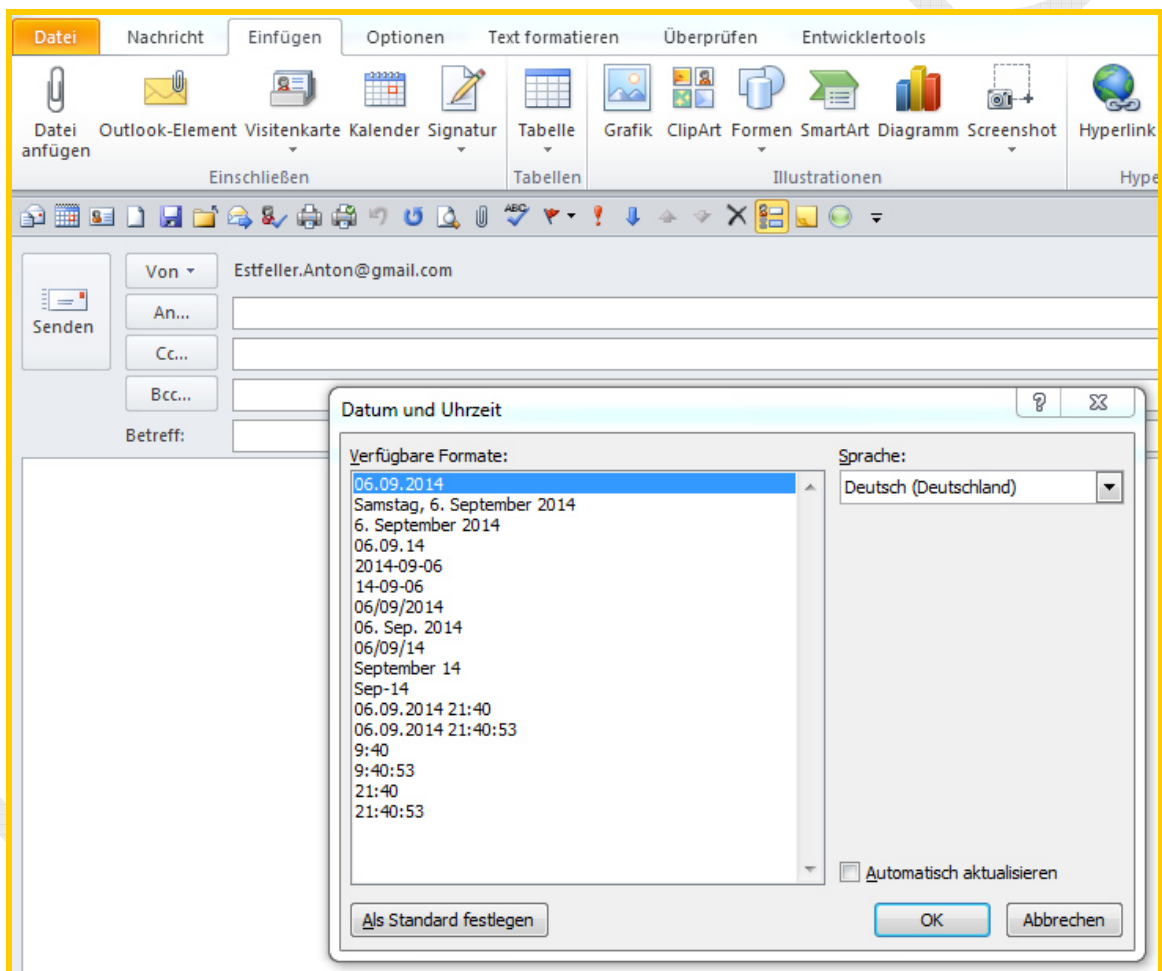 Datei Nachricht Einfügen Optionen Text formatieren Überprüfen Entwicklertools
Datei anfügen
Outlook-Element
Visitenkarte
Kalender
Signatur
Tabelle
Grafik
ClipArt
Formen
SmartArt
Diagramm
Screenshot
Hyperlink
Einschließen
Tabellen
Illustrationen
Hype
ABC
Von
Estfeller.Anton@gmail.com
Senden
An...
Cc...
Bcc...
Betreff:
Datum und Uhrzeit
Verfügbare Formate:
06.09.2014
Samstag, 6. September 2014
6. September 2014
06.09.14
2014-09-06
14-09-06
06/09/2014
06. Sep. 2014
06/09/14
September 14
Sep-14
06.09.2014 21:40
06.09.2014 21:40:53
9:40
9:40:53
21:40
21:40:53
Sprache:
Deutsch (Deutschland)
Automatisch aktualisieren
Als Standard festlegen
OK
Abbrechen